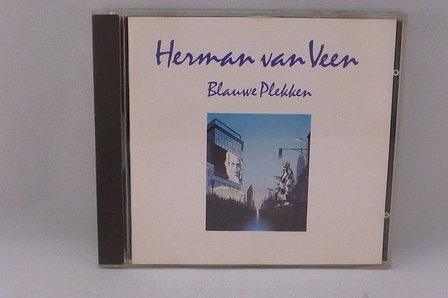 Herman van Veen
Blauwe Plekken